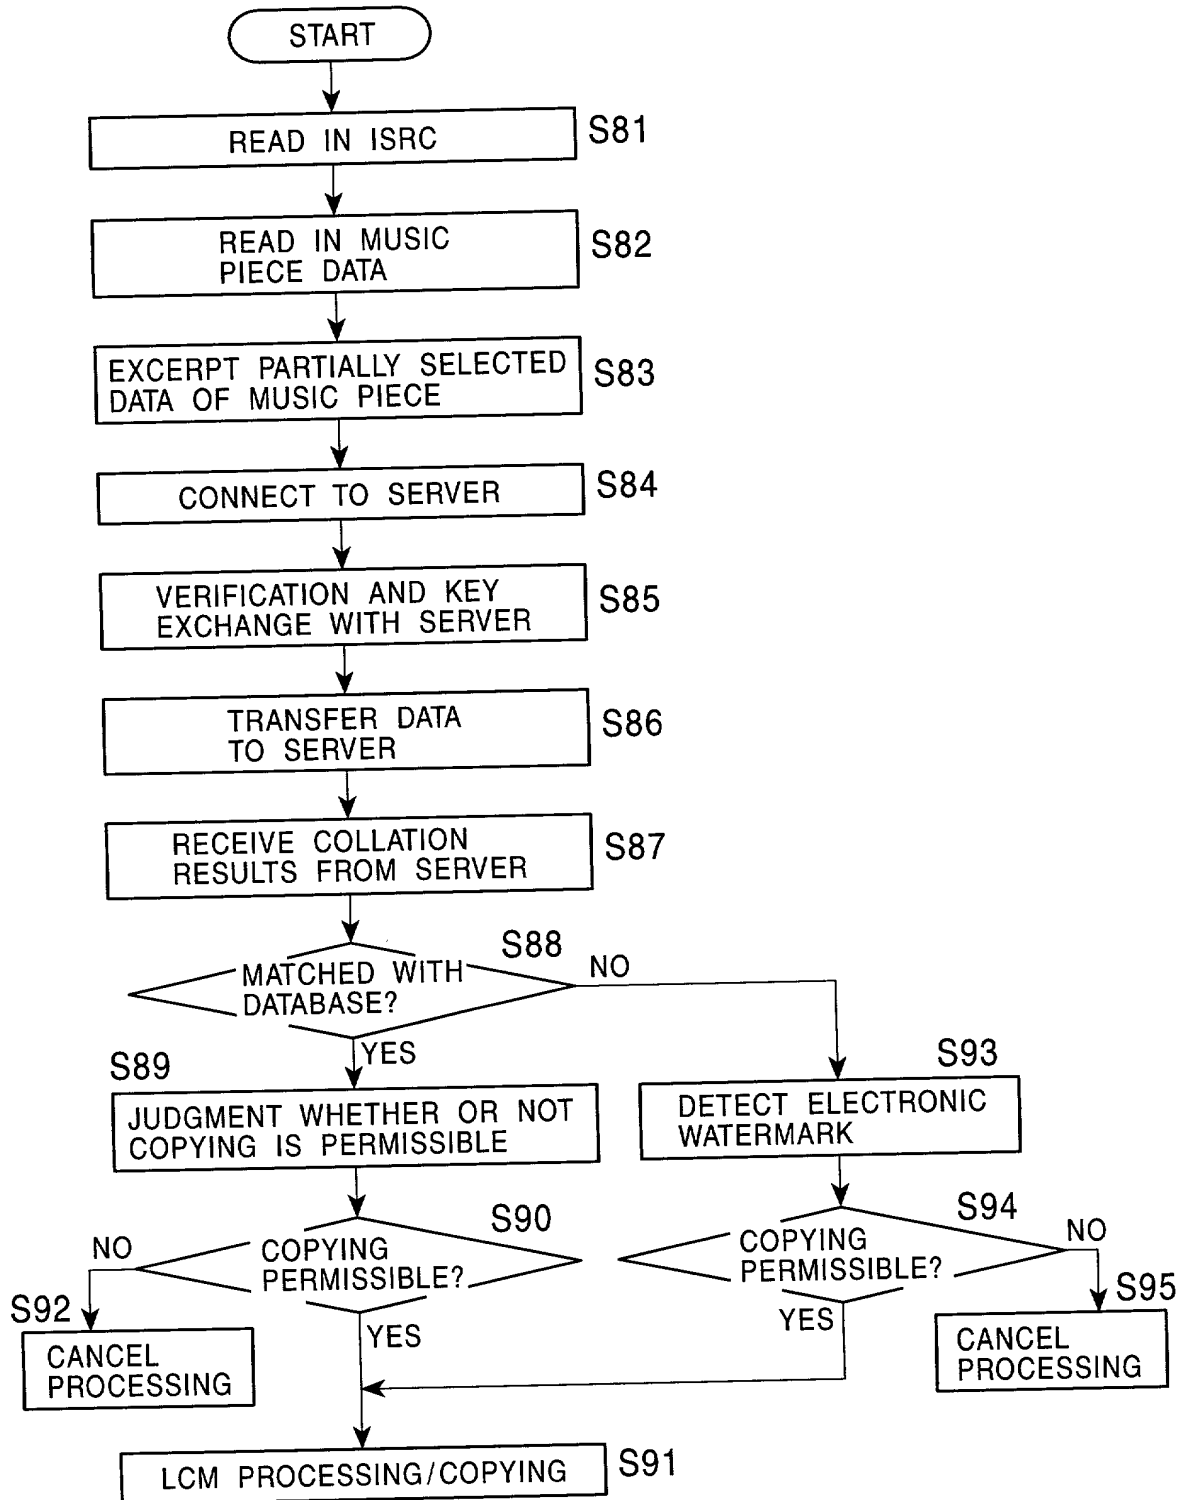 START
READ IN ISRC
S81
READ IN MUSIC
PIECE DATA
S82
EXCERPT PARTIALLY SELECTED
DATA OF MUSIC PIECE
S83
CONNECT TO SERVER
S84
VERIFICATION AND KEY
EXCHANGE WITH SERVER
S85
TRANSFER DATA
TO SERVER
S86
RECEIVE COLLATION
RESULTS FROM SERVER
S87
S88
MATCHED WITH
DATABASE?
NO
YES
S89
JUDGMENT WHETHER OR NOT
COPYING IS PERMISSIBLE
S93
DETECT ELECTRONIC
WATERMARK
S90
COPYING
PERMISSIBLE?
NO
YES
S94
COPYING
PERMISSIBLE?
NO
YES
S92
CANCEL
PROCESSING
S95
CANCEL
PROCESSING
LCM PROCESSING/COPYING
S91